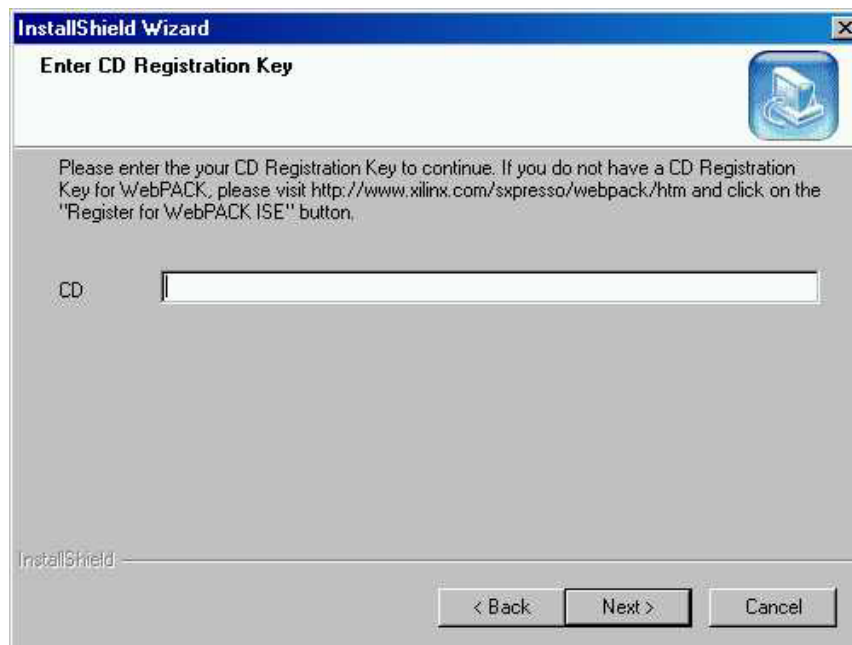 InstallShield Wizard
Enter CD Registration Key
Please enter the your CD Registration Key to continue. If you do not have a CD Registration
Key for WebPACK, please visit http://www.xilinx.com/sxpresso/webpack/htm and click on the
"Register for WebPACK ISE" button.
CD
InstallShield
< Back
Next >
Cancel